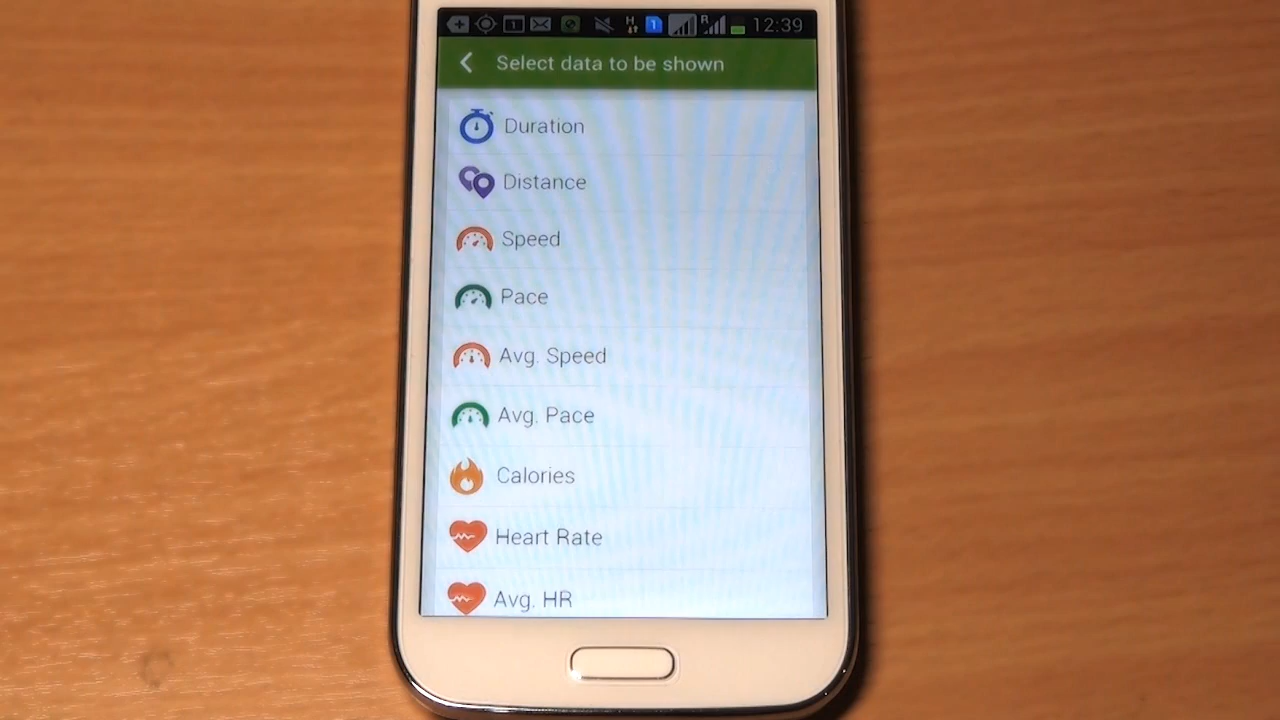 12:39
Select data to be shown
Duration
Distance
Speed
Pace
Avg. Speed
Avg. Pace
Calories
Heart Rate
Avg. HR